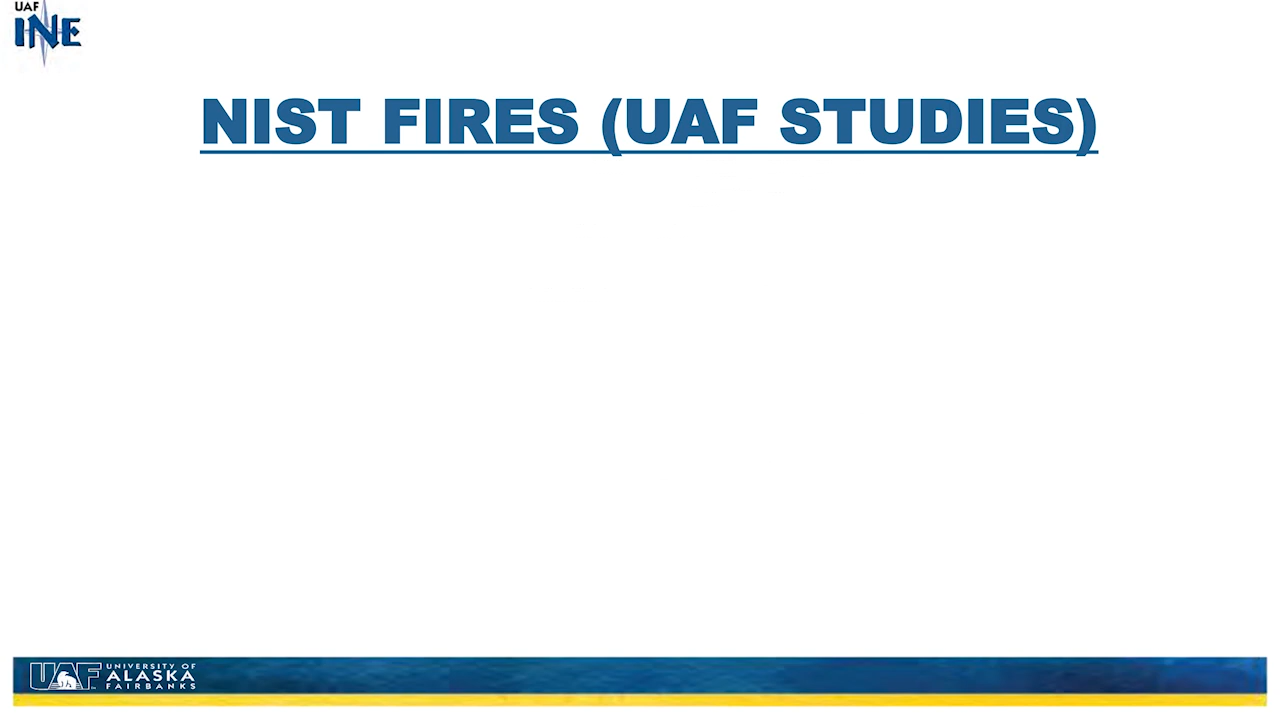 UAF
INE
NIST FIRES (UAF STUDIES)
UAF
UNIVERSITY OF
ALASKA
FAIRBANKS